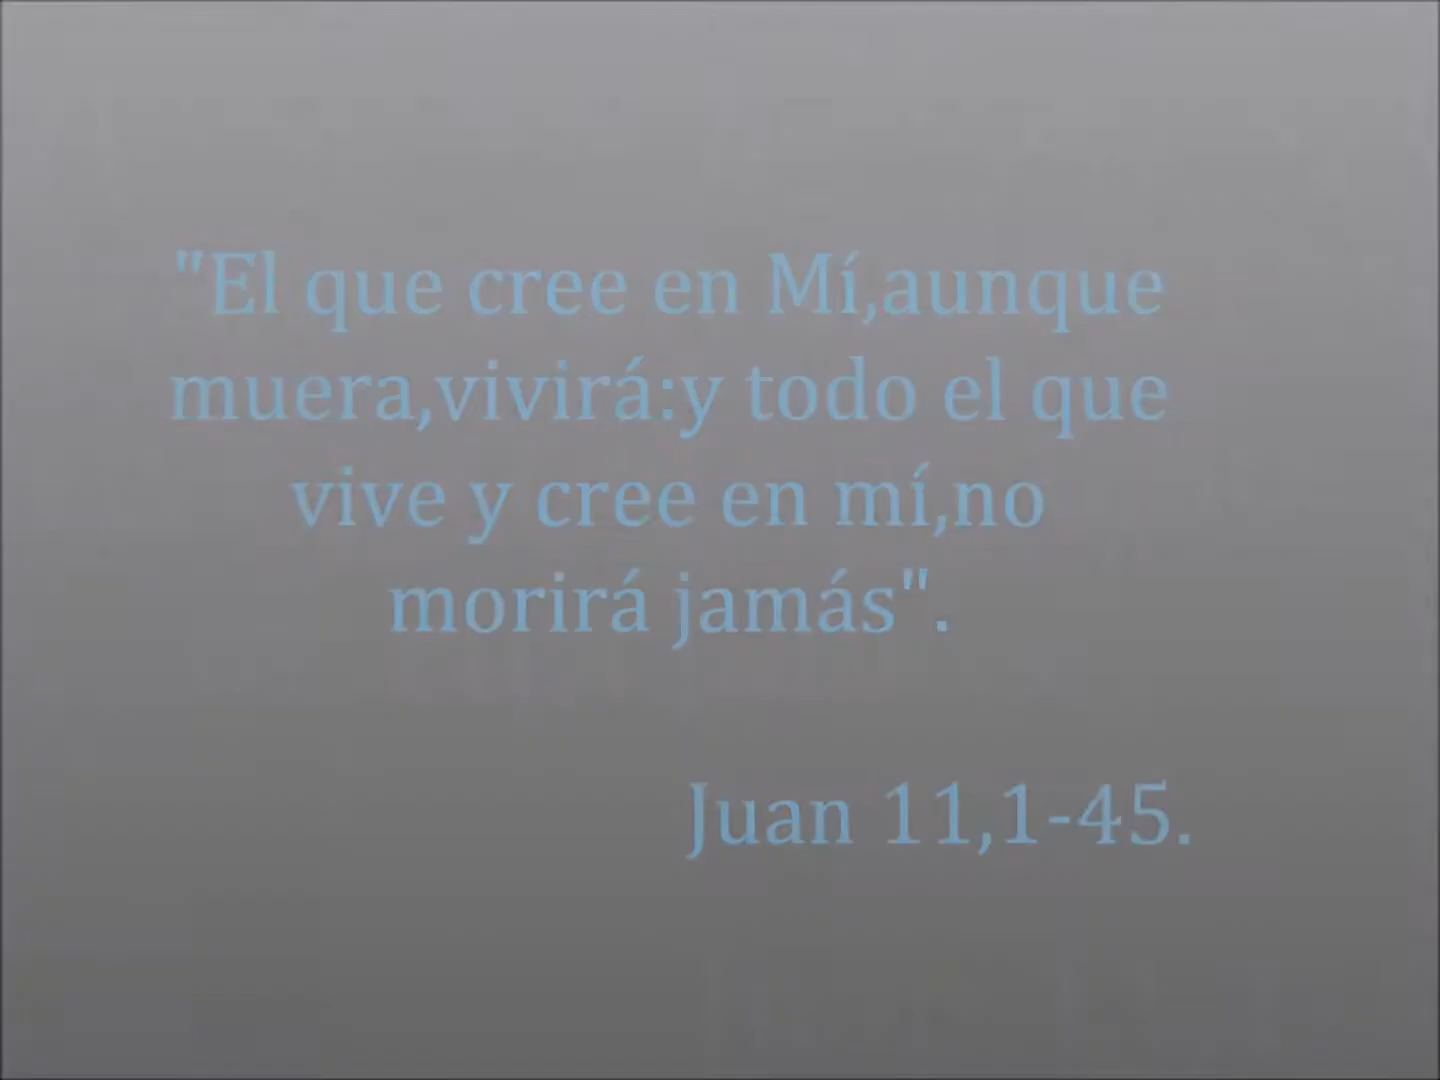 "El que cree en Mí,aunque
muera,vivirá:y todo el que
vive y cree en mí,no
morirá jamás".
Juan 11,1-45.